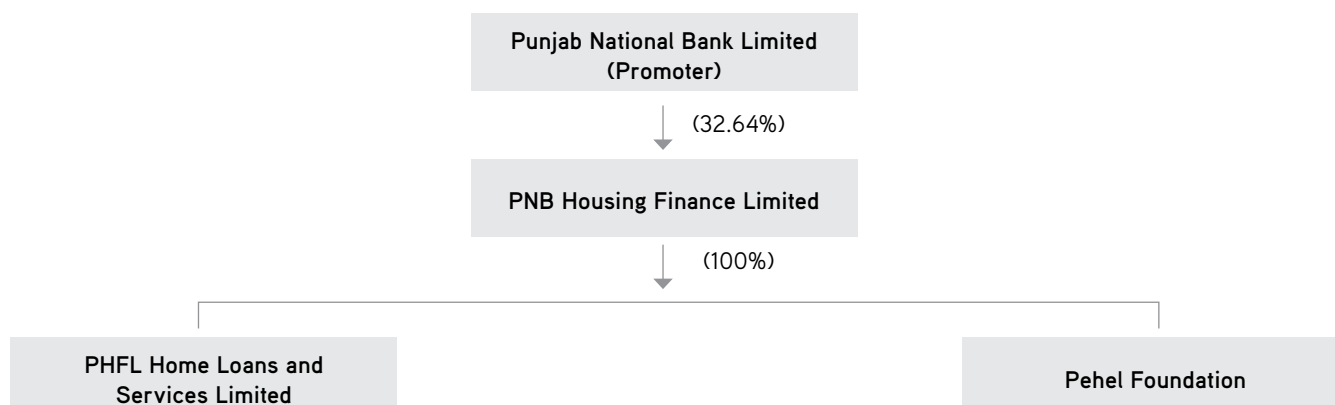 Punjab National Bank Limited
(Promoter)
(32.64%)
PNB Housing Finance Limited
(100%)
PHFL Home Loans and
Services Limited
Pehel Foundation